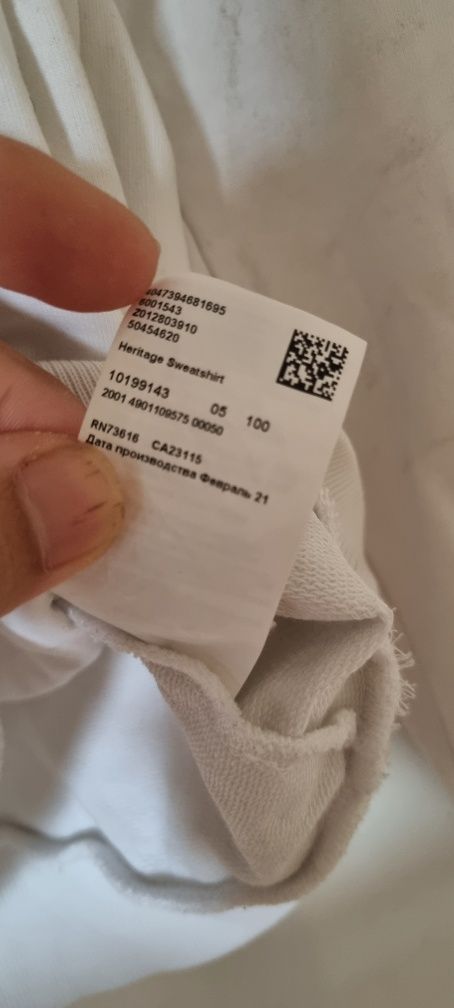 4047394681695
6001543
Z012803910
50454620
Heritage Sweatshirt
10199143 05 100
2001 4901109575 00050
RN73616 CA23115
Дата производства Февраль 21